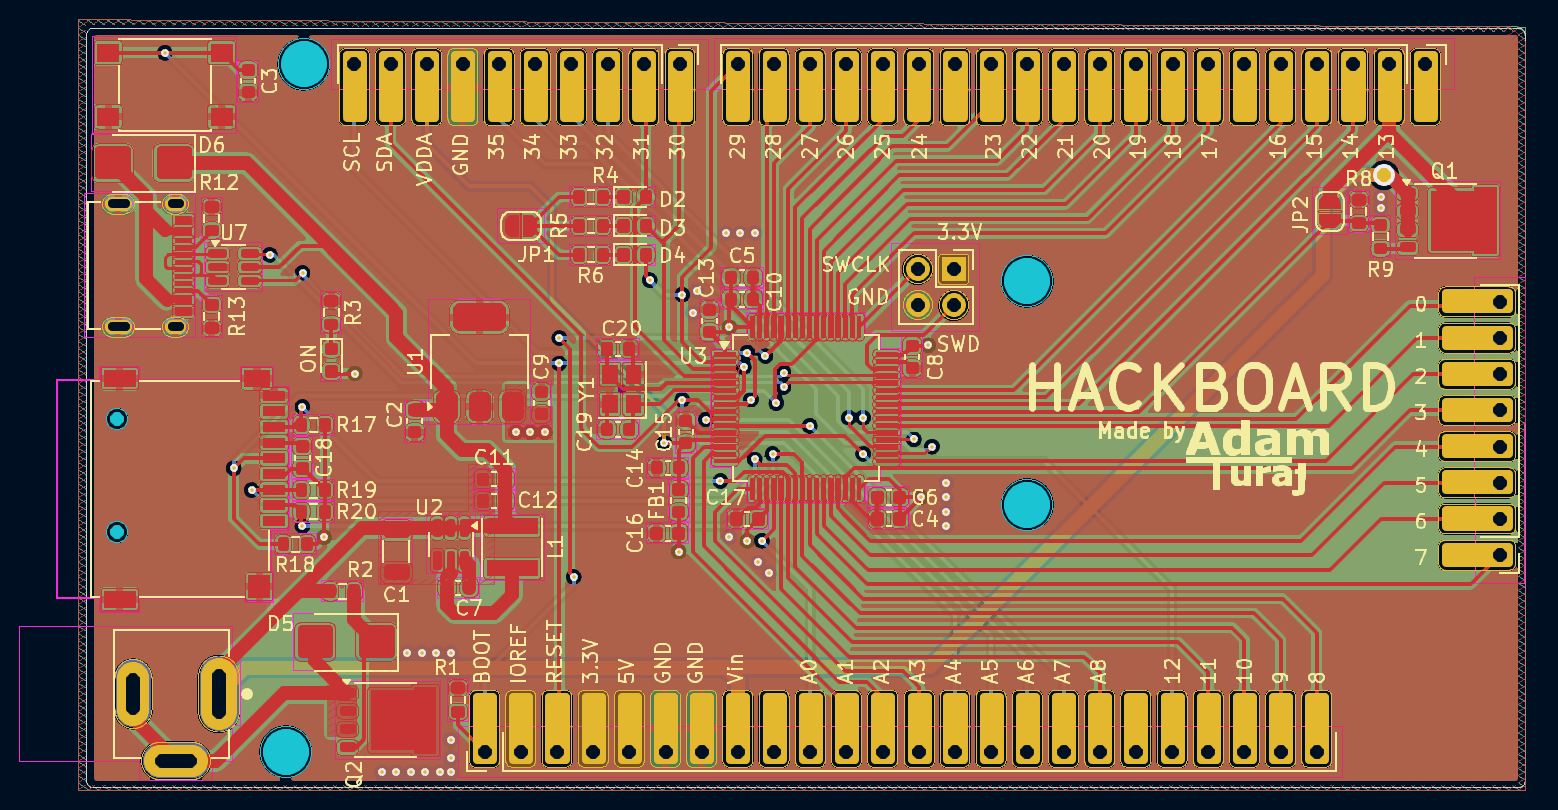 C3
SCL
SDA
VDDA
GND
35
34
33
32
31
30
29
28
27
26
25
24
23
22
21
20
19
18
17
16
15
14
13
D6
R12
R4
D2
R5
D3
JP1
R6
D4
U7
R13
R3
ON
3.3V
SWCLK
GND
SWD
C5
C13
C10
R8
Q1
JP2
R9
U1
C9
C20
U3
C8
C2
Y1
C19
C15
0
1
2
3
4
5
6
7
HACKBOARD
Made by Adam
Turaj
R17
C18
R19
R20
R18
C11
C12
C14
FB1
C17
C16
C6
C4
U2
L1
R2
C1
C7
D5
R1
Q2
BOOT
IOREF
RESET
3.3V
5V
GND
GND
Vin
A0
A1
A2
A3
A4
A5
A6
A7
A8
12
11
10
9
8